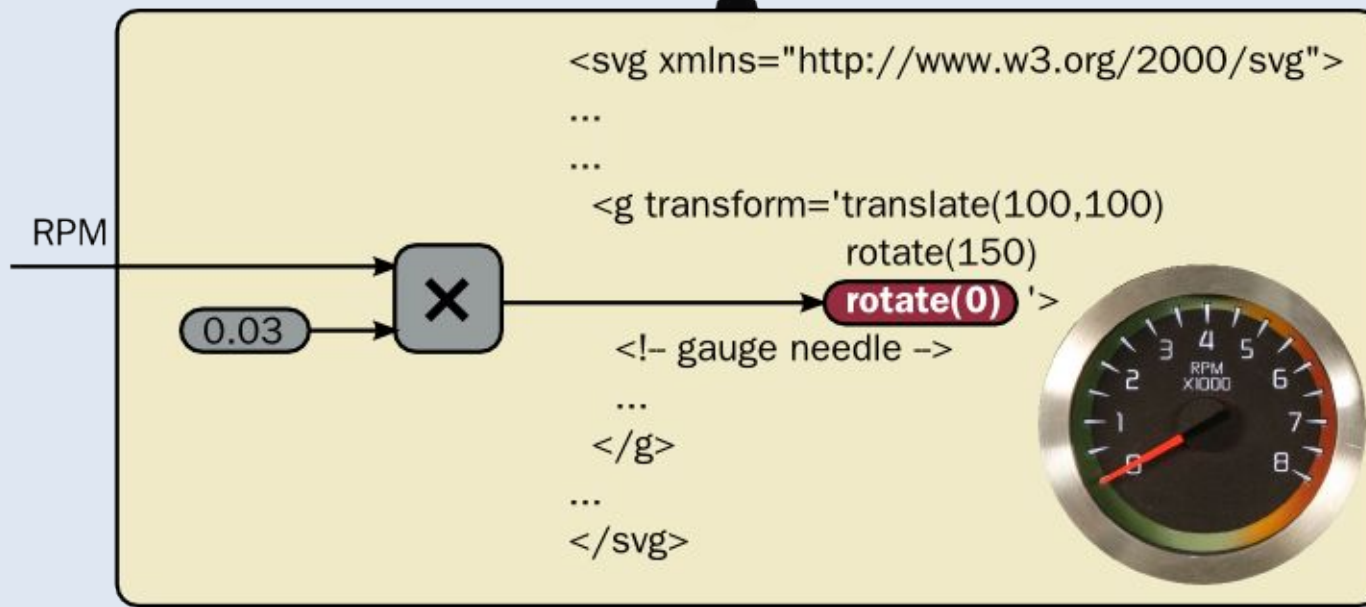 <svg xmlns="http://www.w3.org/2000/svg">
...
...
<g transform='translate(100,100)
RPM
rotate(150)
rotate(0) '>
0.03
×
<!-- gauge needle -->
...
</g>
...
</svg>
0 1 2 3 4 5 6 7 8
RPM
X1000